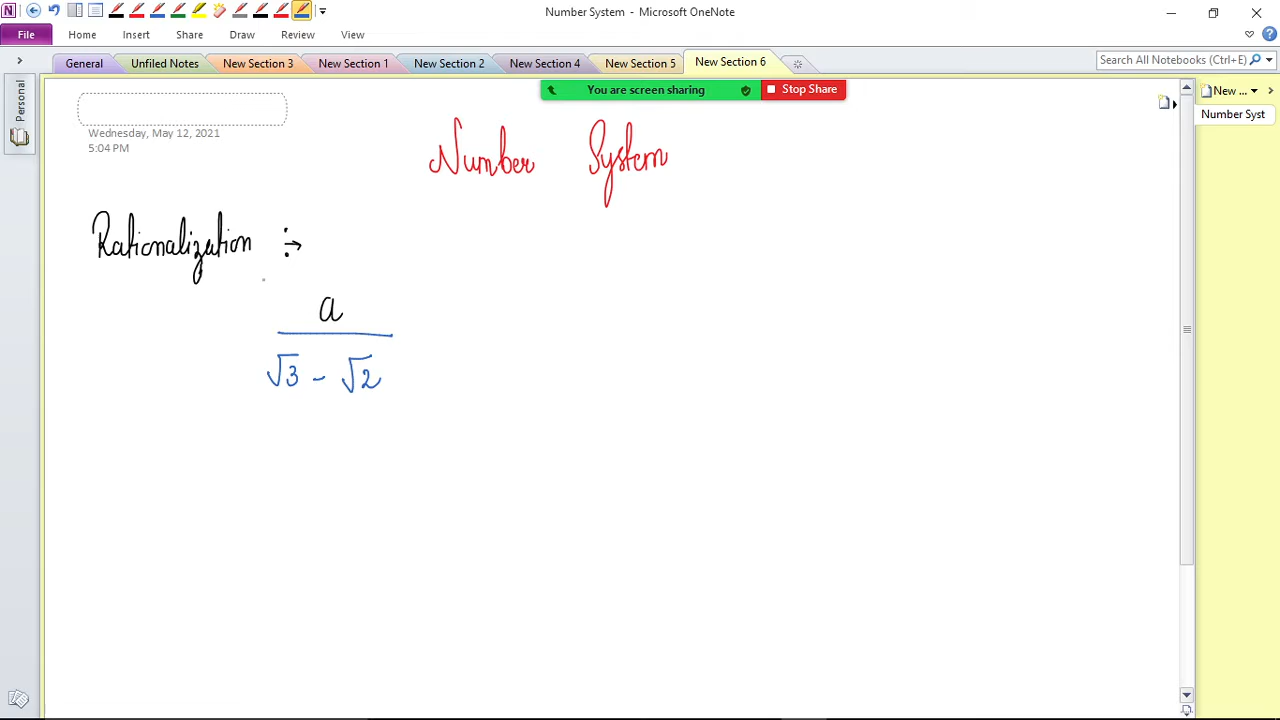 Number System - Microsoft OneNote
File Home Insert Share Draw Review View
General Unfiled Notes New Section 3 New Section 1 New Section 2 New Section 4 New Section 5 New Section 6
Search All Notebooks (Ctrl+E)
You are screen sharing Stop Share
New ...
Number Syst
Personal
Wednesday, May 12, 2021
5:04 PM
Number System
Rationalization :→
a
√3 - √2